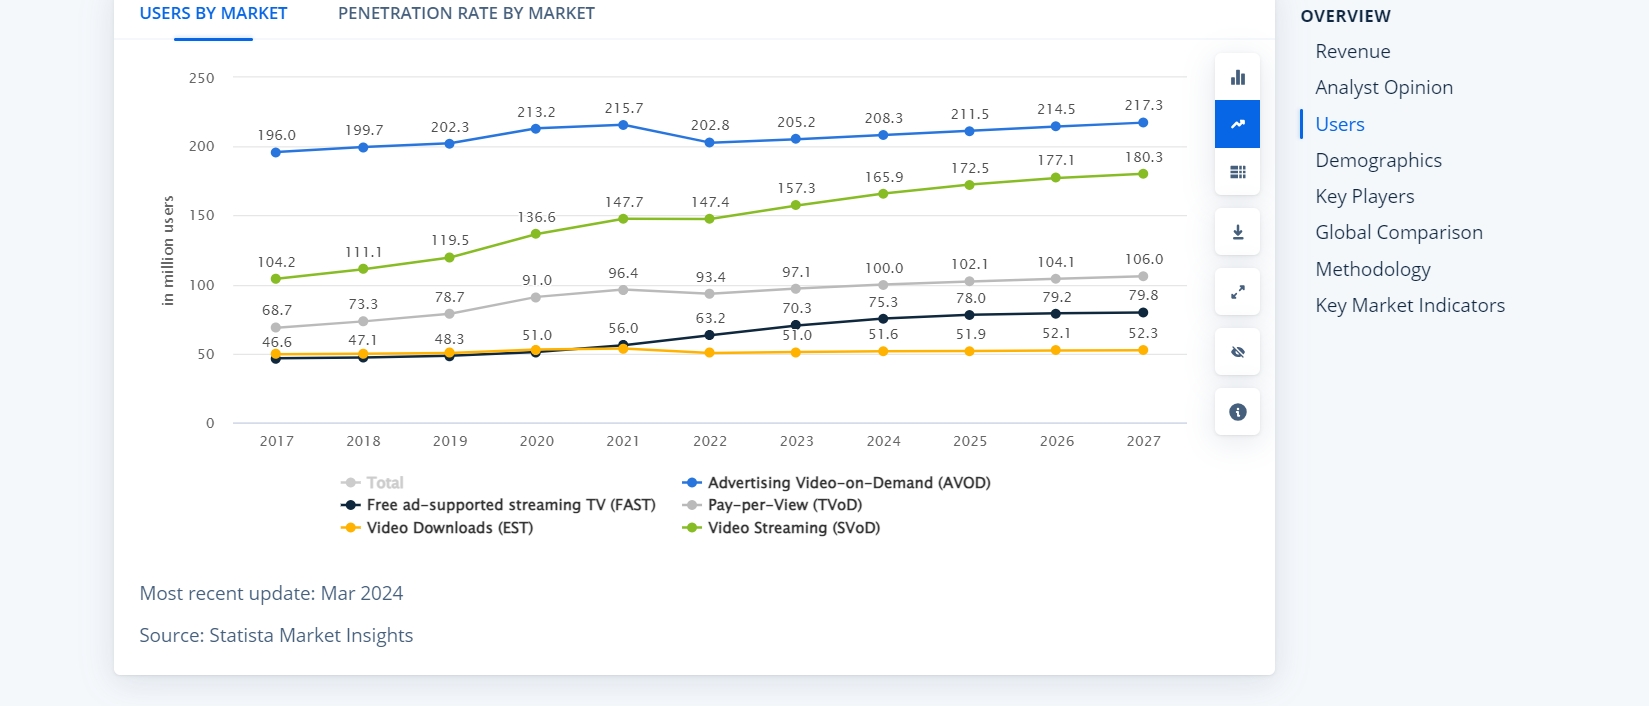 USERS BY MARKET PENETRATION RATE BY MARKET
OVERVIEW
Revenue
Analyst Opinion
Users
Demographics
Key Players
Global Comparison
Methodology
Key Market Indicators
in million users
250
200
150
100
50
0
196.0 199.7 202.3 213.2 215.7 202.8 205.2 208.3 211.5 214.5 217.3
104.2 111.1 119.5 136.6 147.7 147.4 157.3 165.9 172.5 177.1 180.3
68.7 73.3 78.7 91.0 96.4 93.4 97.1 100.0 102.1 104.1 106.0
46.6 47.1 48.3 51.0 56.0 63.2 70.3 75.3 78.0 79.2 79.8
51.0 51.6 51.9 52.1 52.3
2017 2018 2019 2020 2021 2022 2023 2024 2025 2026 2027
Total Advertising Video-on-Demand (AVOD)
Free ad-supported streaming TV (FAST) Pay-per-View (TVoD)
Video Downloads (EST) Video Streaming (SVoD)
Most recent update: Mar 2024
Source: Statista Market Insights